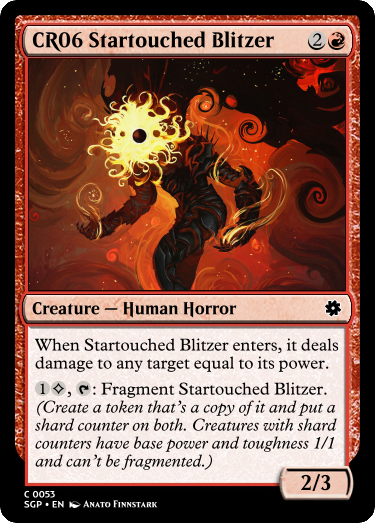 CR06 Startouched Blitzer 2
Creature — Human Horror
When Startouched Blitzer enters, it deals
damage to any target equal to its power.
1, : Fragment Startouched Blitzer.
(Create a token that's a copy of it and put a
shard counter on both. Creatures with shard
counters have base power and toughness 1/1
and can't be fragmented.)
2/3
C 0053
SGP • EN Anato Finnstark